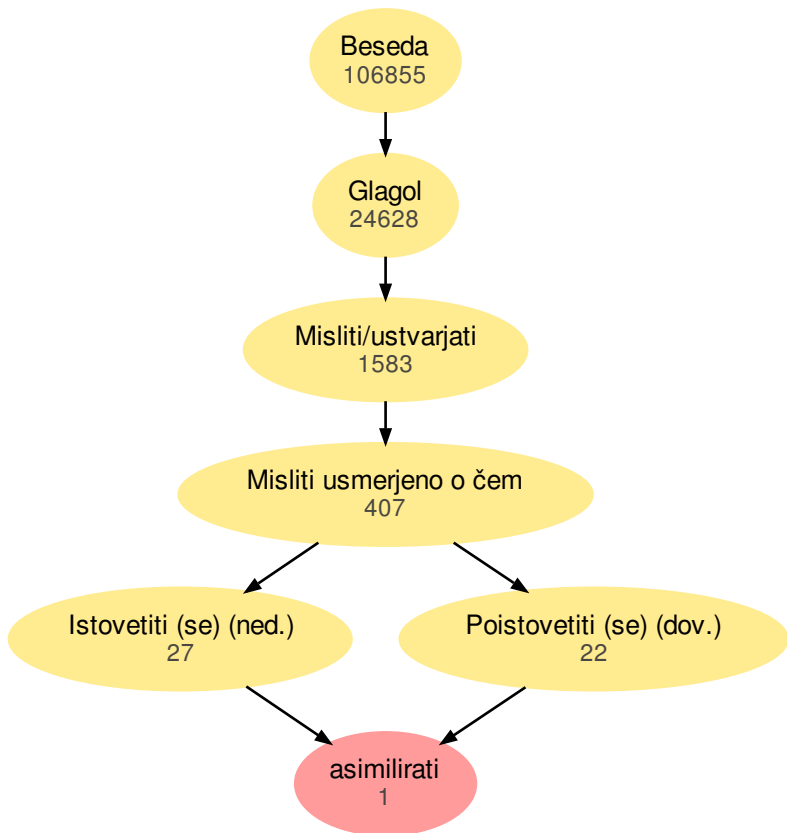 Beseda
106855
Glagol
24628
Misliti/ustvarjati
1583
Misliti usmerjeno o čem
407
Istovetiti (se) (ned.)
27
Poistovetiti (se) (dov.)
22
asimilirati
1